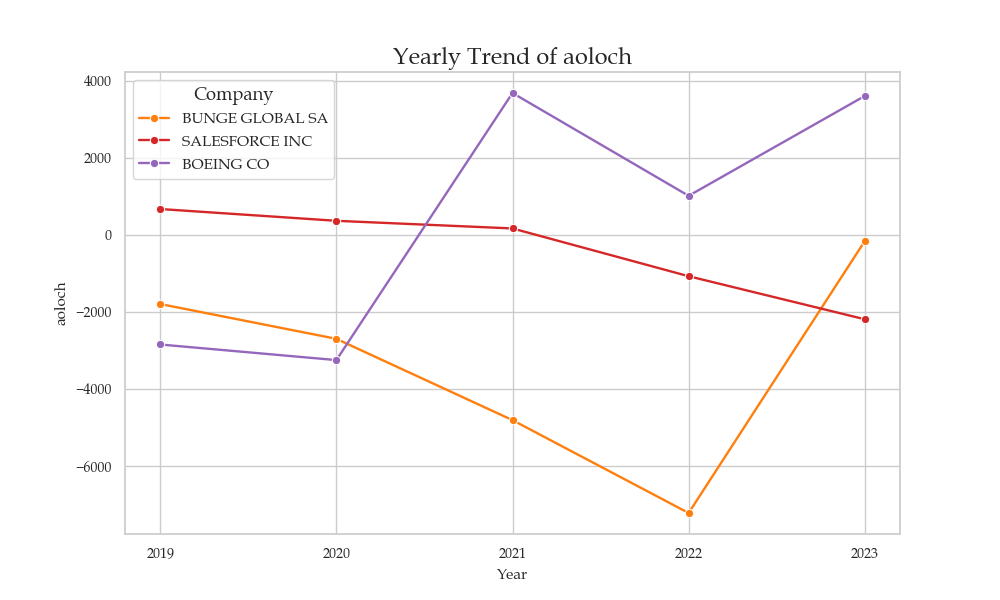 Yearly Trend of aoloch
Company
BUNGE GLOBAL SA
SALESFORCE INC
BOEING CO
4000
2000
0
−2000
−4000
−6000
aoloch
2019 2020 2021 2022 2023
Year